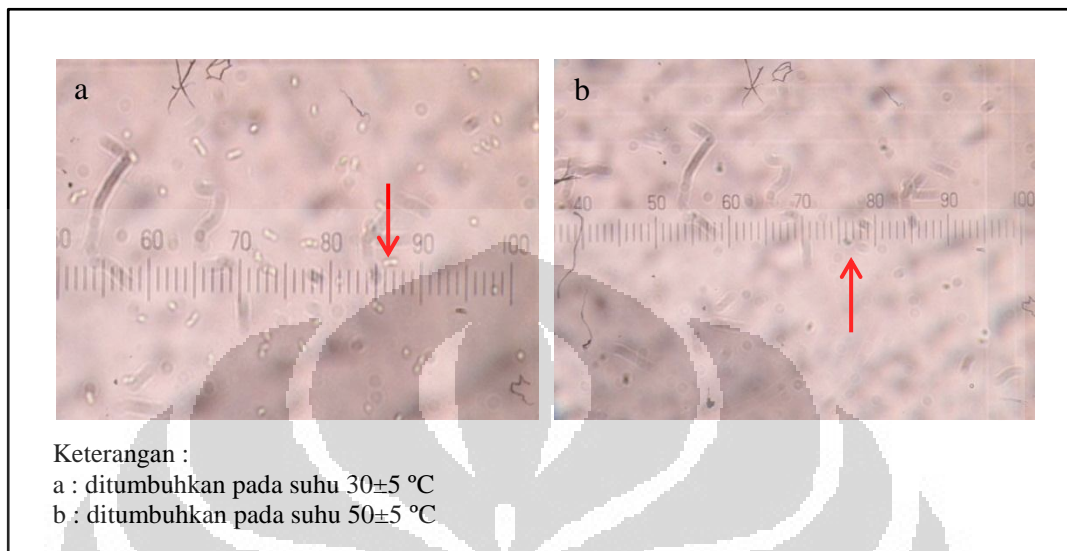 a
60 70 80 90 100
b
40 50 60 70 80 90 100
Keterangan :
a : ditumbuhkan pada suhu 30±5 ºC
b : ditumbuhkan pada suhu 50±5 ºC